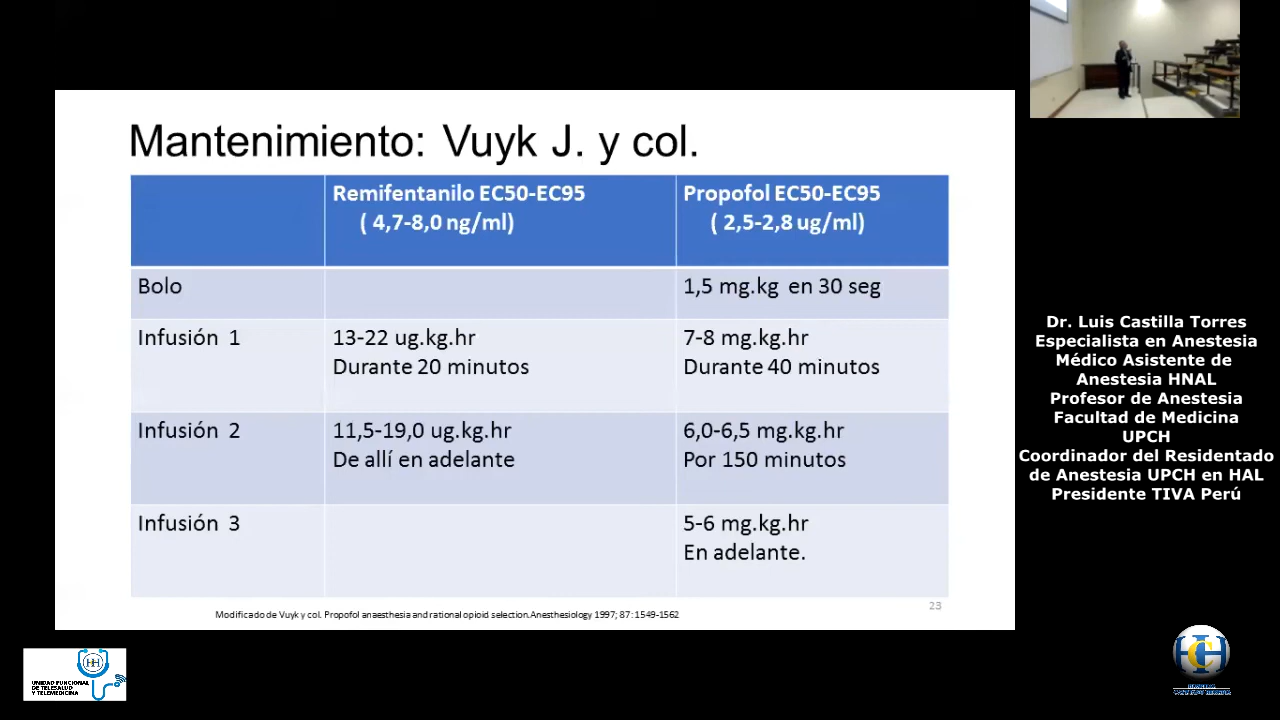 Mantenimiento: Vuyk J. y col.
Remifentanilo EC50-EC95
( 4,7-8,0 ng/ml)
Propofol EC50-EC95
( 2,5-2,8 ug/ml)
Bolo
1,5 mg.kg en 30 seg
Infusión 1
13-22 ug.kg.hr
Durante 20 minutos
7-8 mg.kg.hr
Durante 40 minutos
Infusión 2
11,5-19,0 ug.kg.hr
De allí en adelante
6,0-6,5 mg.kg.hr
Por 150 minutos
Infusión 3
5-6 mg.kg.hr
En adelante.
Modificado de Vuyk y col. Propofol anaesthesia and rational opioid selection.Anesthesiology 1997; 87: 1549-1562
23
Dr. Luis Castilla Torres
Especialista en Anestesia
Médico Asistente de
Anestesia HNAL
Profesor de Anestesia
Facultad de Medicina
UPCH
Coordinador del Residentado
de Anestesia UPCH en HAL
Presidente TIVA Perú
UNIDAD FUNCIONAL
DE TELESALUD
Y TELEMEDICINA